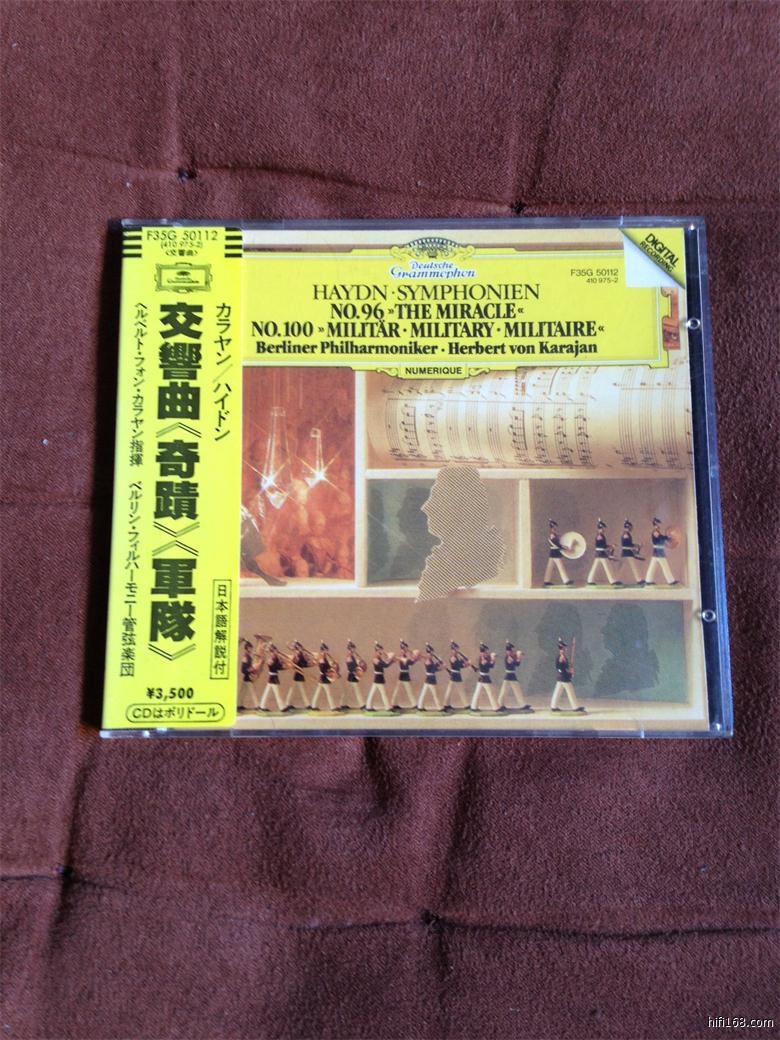 F35G 50112
(410 975-2)
〈交響曲〉
カラヤン/ハイドン
交響曲《奇蹟》《軍隊》
ヘルベルト・フォン・カラヤン指揮 ベルリン・フィルハーモニー管弦楽団
日本語解説付
¥3,500
CDはポリドール
Deutsche
Grammophon
DIGITAL
RECORDING
F35G 50112
410 975-2
HAYDN·SYMPHONIEN
NO.96 »THE MIRACLE«
NO.100 »MILITÄR·MILITARY·MILITAIRE«
Berliner Philharmoniker·Herbert von Karajan
NUMERIQUE
hifi168.com